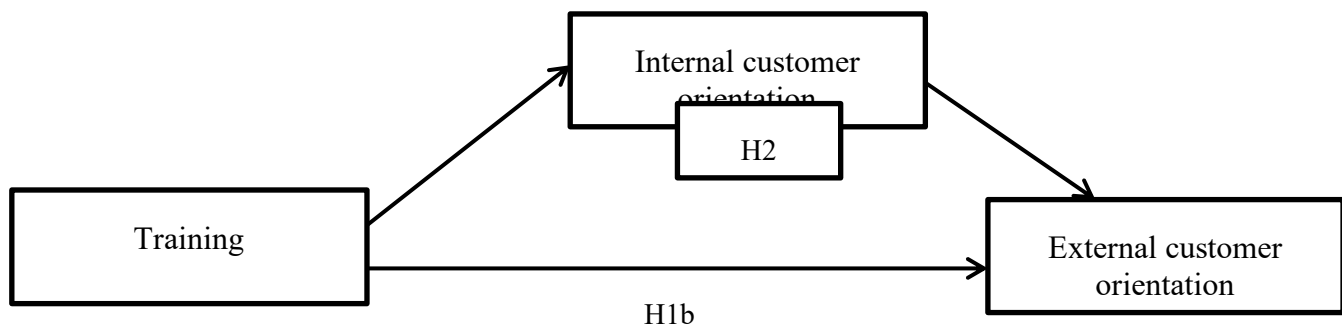 Internal customer
orientation
H2
Training
External customer
orientation
H1b